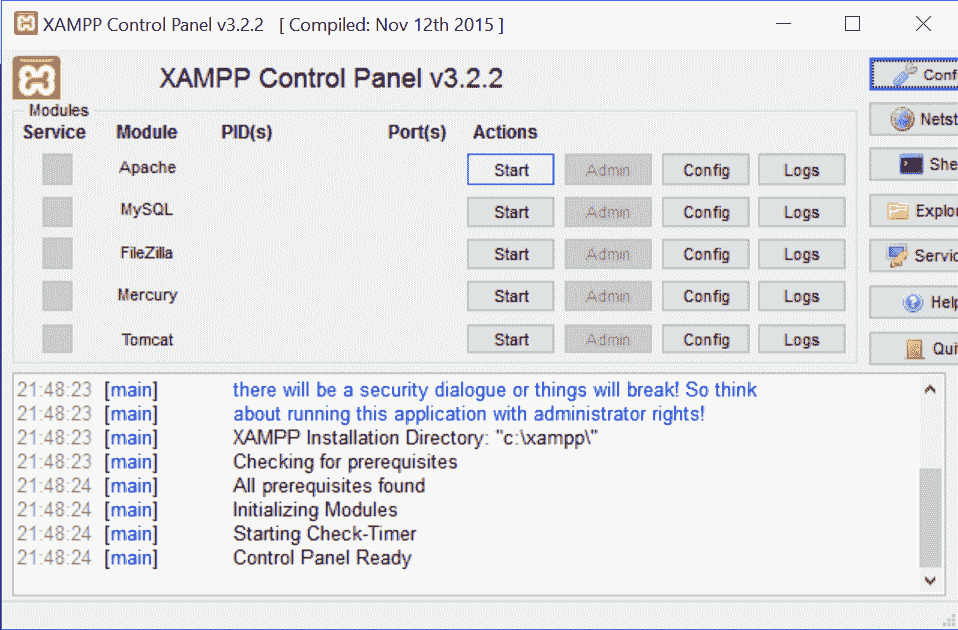 XAMPP Control Panel v3.2.2 [ Compiled: Nov 12th 2015 ]
XAMPP Control Panel v3.2.2
Conf
Modules
Service Module PID(s) Port(s) Actions
Netst
Apache Start Admin Config Logs
She
MySQL Start Admin Config Logs
Explor
FileZilla Start Admin Config Logs
Servic
Mercury Start Admin Config Logs
Help
Tomcat Start Admin Config Logs
Qui
21:48:23 [main] there will be a security dialogue or things will break! So think
21:48:23 [main] about running this application with administrator rights!
21:48:23 [main] XAMPP Installation Directory: "c:\xampp\"
21:48:23 [main] Checking for prerequisites
21:48:24 [main] All prerequisites found
21:48:24 [main] Initializing Modules
21:48:24 [main] Starting Check-Timer
21:48:24 [main] Control Panel Ready